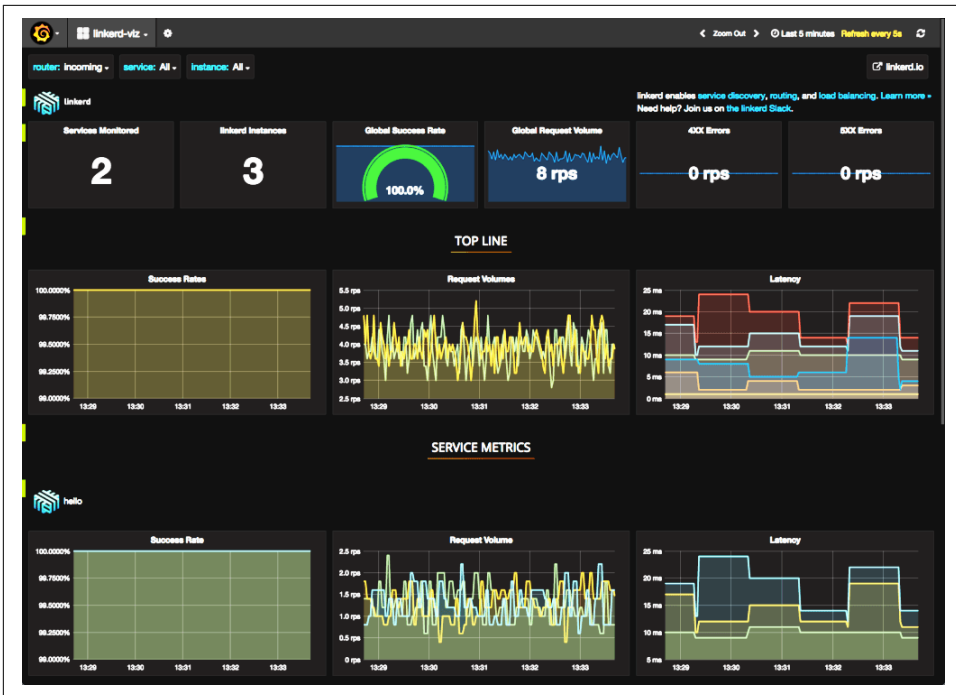 linkerd-viz
Zoom Out
Last 5 minutes
Refresh every 5s
router: incoming
service: All
instance: All
linkerd.io
linkerd
linkerd enables service discovery, routing, and load balancing. Learn more »
Need help? Join us on the linkerd Slack.
Services Monitored
linkerd Instances
Global Success Rate
Global Request Volume
4XX Errors
5XX Errors
2
3
100.0%
8 rps
0 rps
0 rps
TOP LINE
Success Rates
100.0000%
99.7500%
99.5000%
99.2500%
99.0000%
13:29 13:30 13:31 13:32 13:33
Request Volumes
5.5 rps
5.0 rps
4.5 rps
4.0 rps
3.5 rps
3.0 rps
2.5 rps
13:29 13:30 13:31 13:32 13:33
Latency
25 ms
20 ms
15 ms
10 ms
5 ms
0 ms
13:29 13:30 13:31 13:32 13:33
SERVICE METRICS
hello
Success Rate
100.0000%
99.7500%
99.5000%
99.2500%
99.0000%
13:29 13:30 13:31 13:32 13:33
Request Volume
2.5 rps
2.0 rps
1.5 rps
1.0 rps
0.5 rps
0 rps
13:29 13:30 13:31 13:32 13:33
Latency
25 ms
20 ms
15 ms
10 ms
5 ms
13:29 13:30 13:31 13:32 13:33